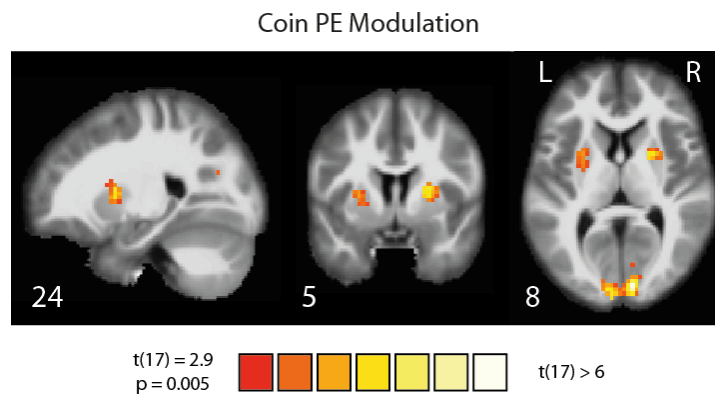 Coin PE Modulation
L
R
24
5
8
t(17) = 2.9
p = 0.005
t(17) > 6